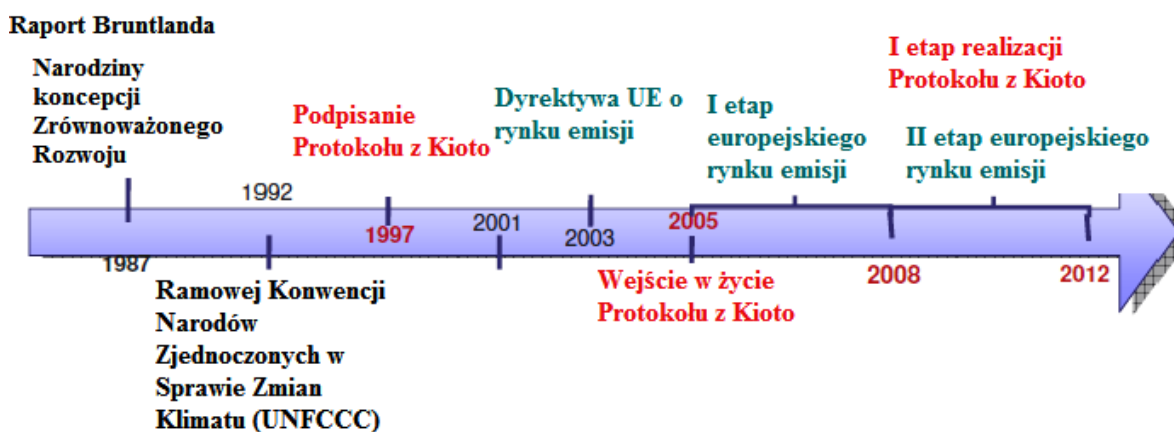 Raport Bruntlanda
Narodziny
koncepcji
Zrównoważonego
Rozwoju
1987
1992
Ramowej Konwencji
Narodów
Zjednoczonych w
Sprawie Zmian
Klimatu (UNFCCC)
Podpisanie
Protokołu z Kioto
1997
2001
Dyrektywa UE o
rynku emisji
2003
2005
Wejście w życie
Protokołu z Kioto
I etap
europejskiego
rynku emisji
2008
I etap realizacji
Protokołu z Kioto
II etap europejskiego
rynku emisji
2012